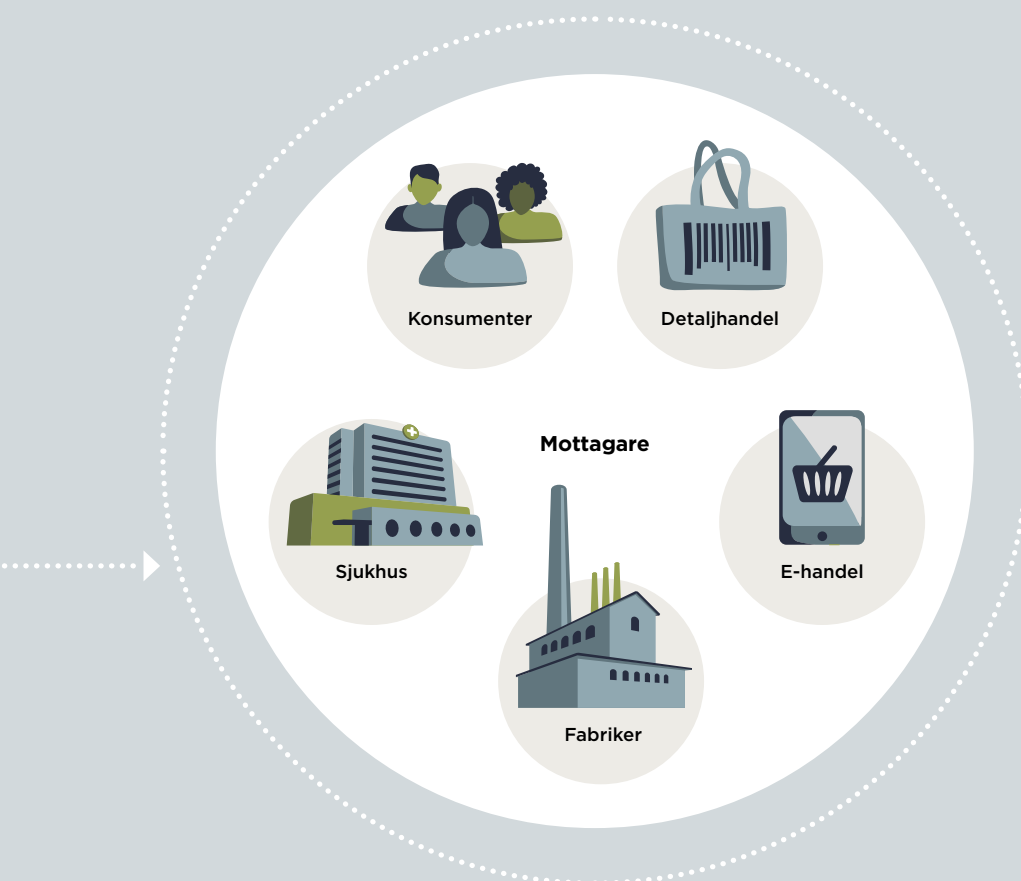 Konsumenter
Detaljhandel
Mottagare
Sjukhus
E-handel
Fabriker